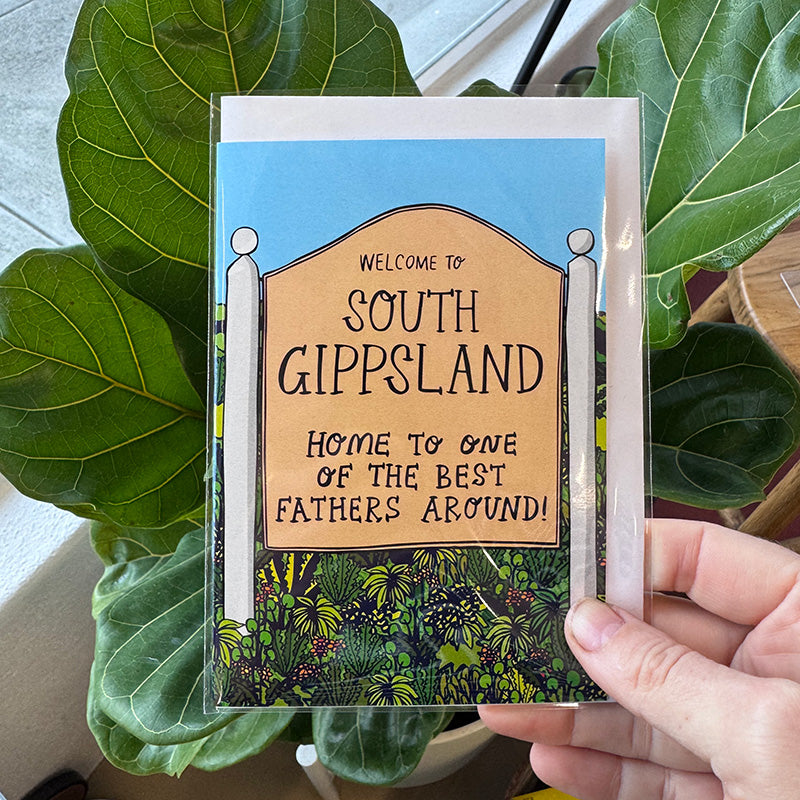 WELCOME TO
SOUTH
GIPPSLAND
HOME TO ONE
OF THE BEST
FATHERS AROUND!